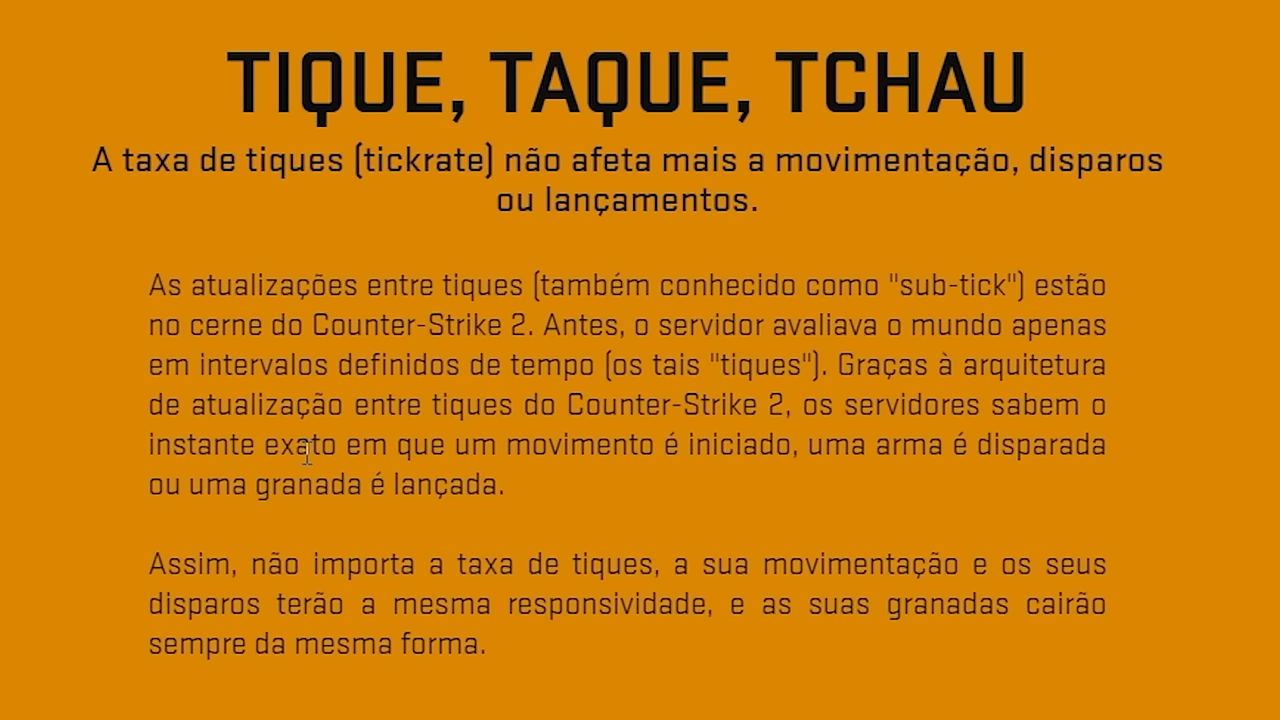 TIQUE, TAQUE, TCHAU
A taxa de tiques (tickrate) não afeta mais a movimentação, disparos
ou lançamentos.
As atualizações entre tiques (também conhecido como "sub-tick") estão
no cerne do Counter-Strike 2. Antes, o servidor avaliava o mundo apenas
em intervalos definidos de tempo (os tais "tiques"). Graças à arquitetura
de atualização entre tiques do Counter-Strike 2, os servidores sabem o
instante exato em que um movimento é iniciado, uma arma é disparada
ou uma granada é lançada.
Assim, não importa a taxa de tiques, a sua movimentação e os seus
disparos terão a mesma responsividade, e as suas granadas cairão
sempre da mesma forma.